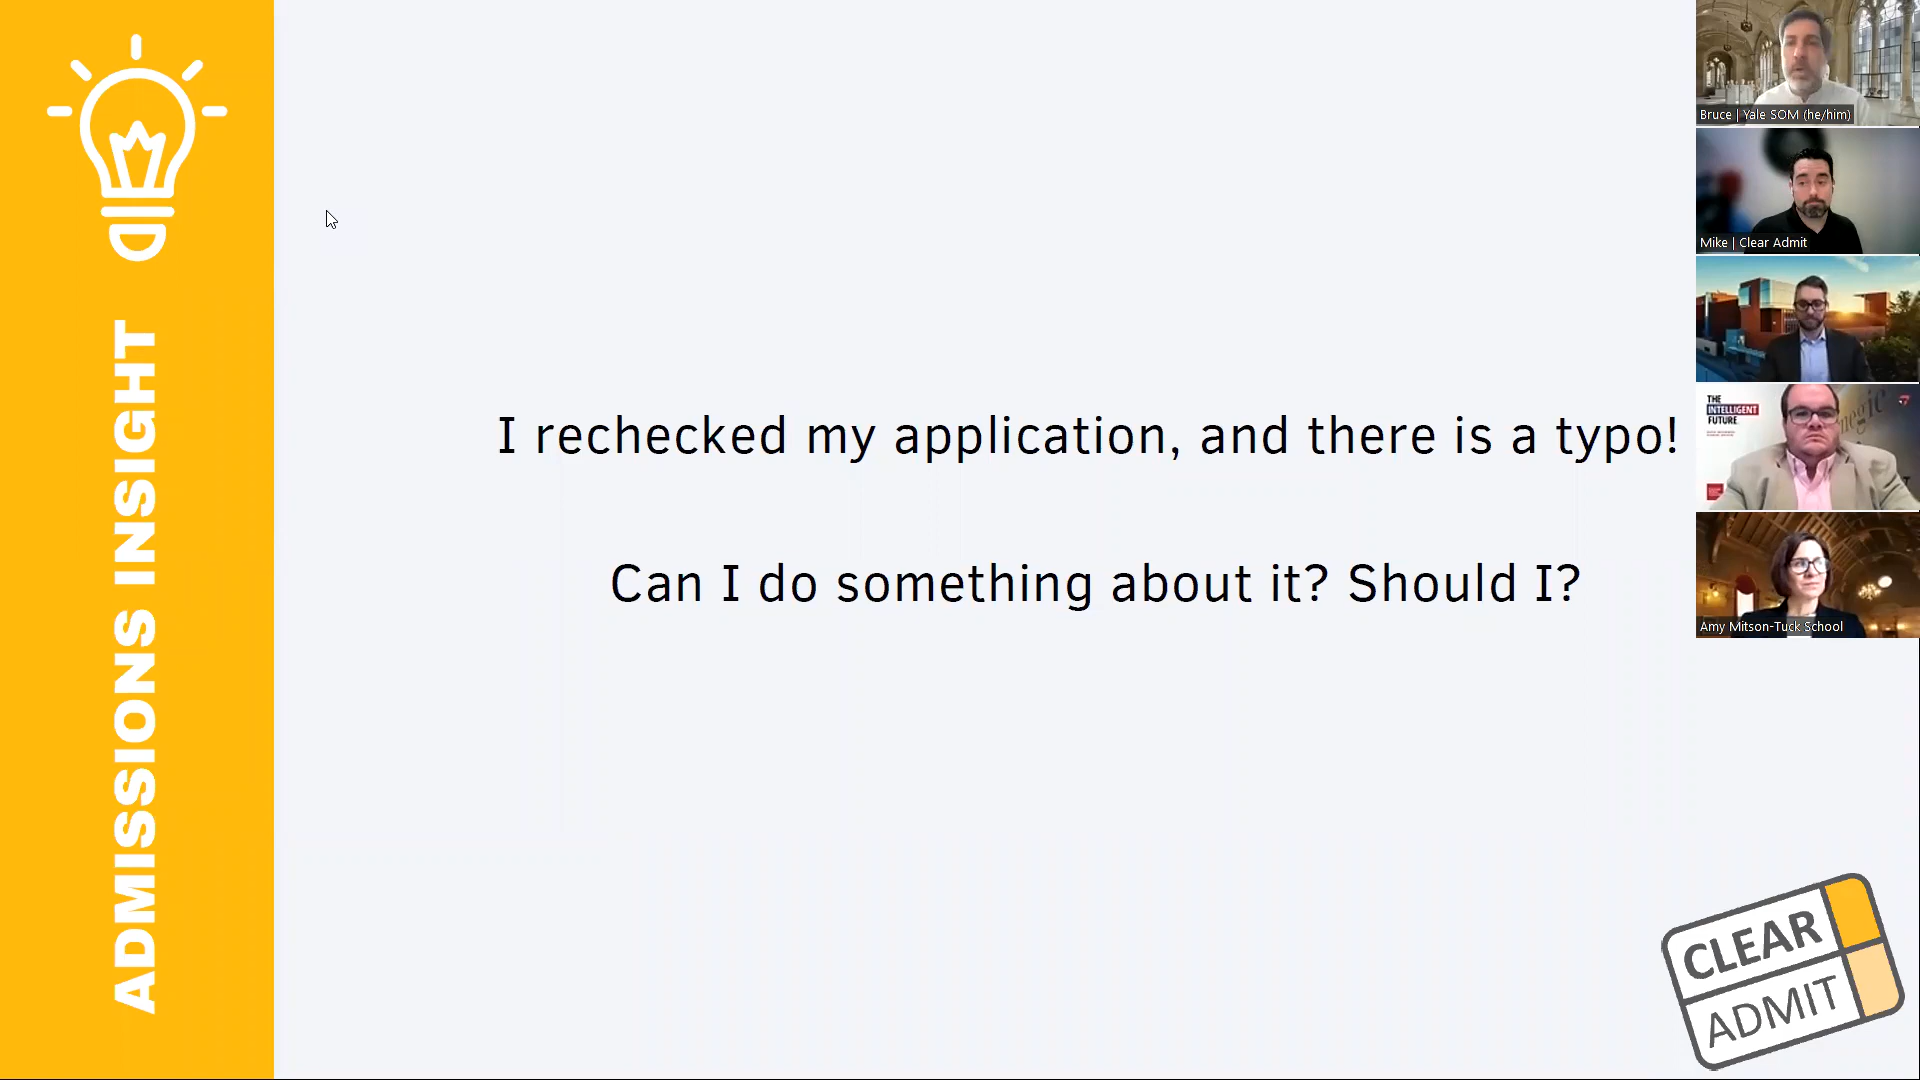 ADMISSIONS INSIGHT
I rechecked my application, and there is a typo!
Can I do something about it? Should I?
Bruce | Yale SOM (he/him)
Mike | Clear Admit
THE
INTELLIGENT
FUTURE
Amy Mitson-Tuck School
CLEAR
ADMIT